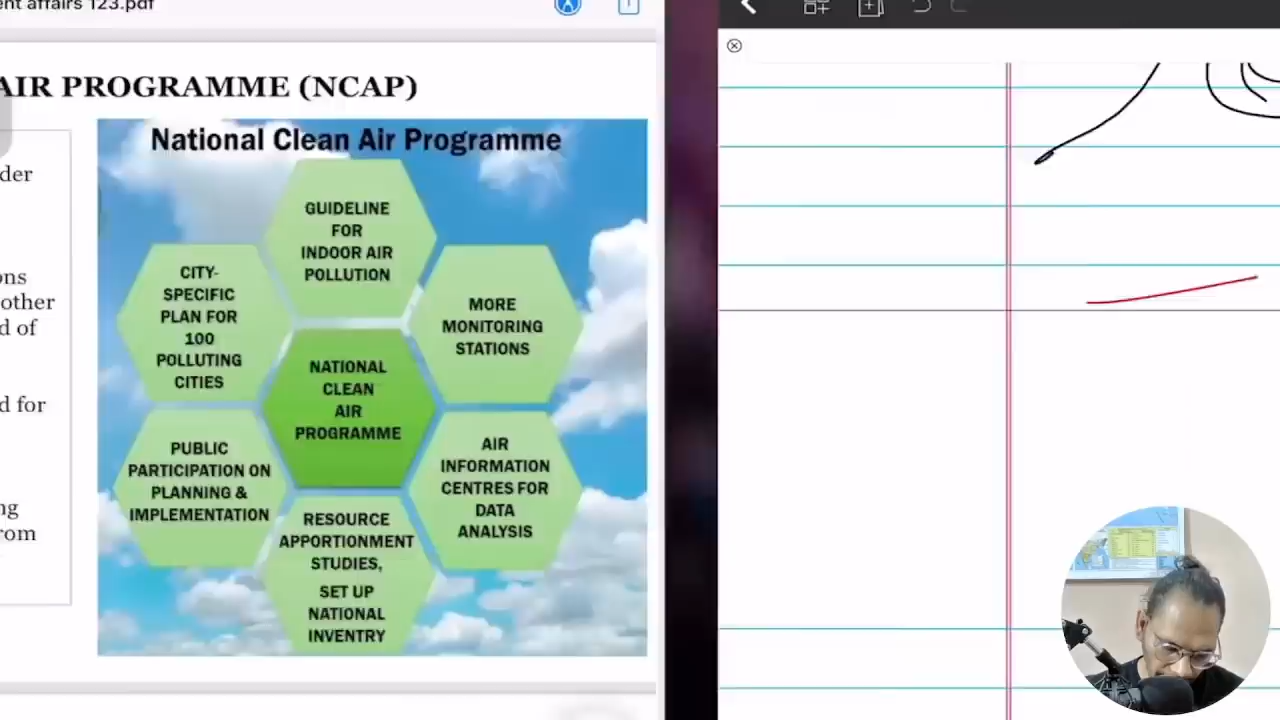 ent affairs 123.pdf
AIR PROGRAMME (NCAP)
der
ons
other
d of
d for
ng
rom
National Clean Air Programme
GUIDELINE
FOR
INDOOR AIR
POLLUTION
CITY-
SPECIFIC
PLAN FOR
100
POLLUTING
CITIES
MORE
MONITORING
STATIONS
NATIONAL
CLEAN
AIR
PROGRAMME
PUBLIC
PARTICIPATION ON
PLANNING &
IMPLEMENTATION
AIR
INFORMATION
CENTRES FOR
DATA
ANALYSIS
RESOURCE
APPORTIONMENT
STUDIES,
SET UP
NATIONAL
INVENTRY